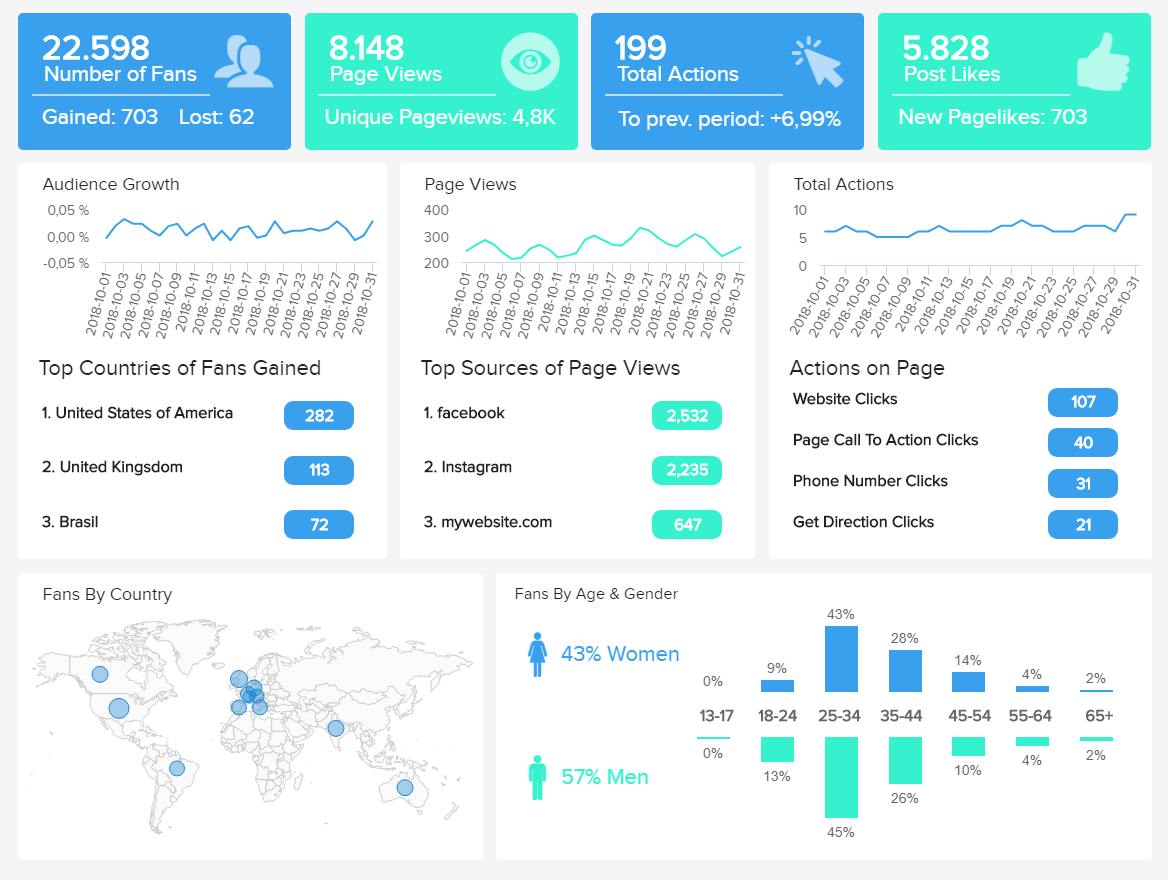 22.598
Number of Fans
Gained: 703 Lost: 62
8.148
Page Views
Unique Pageviews: 4,8K
199
Total Actions
To prev. period: +6,99%
5.828
Post Likes
New Pagelikes: 703
Audience Growth
0,05 %
0,00 %
-0,05 %
2018-10-01
2018-10-03
2018-10-05
2018-10-07
2018-10-09
2018-10-11
2018-10-13
2018-10-15
2018-10-17
2018-10-19
2018-10-21
2018-10-23
2018-10-25
2018-10-27
2018-10-29
2018-10-31
Top Countries of Fans Gained
1. United States of America 282
2. United Kingsdom 113
3. Brasil 72
Page Views
400
300
200
2018-10-01
2018-10-03
2018-10-05
2018-10-07
2018-10-09
2018-10-11
2018-10-13
2018-10-15
2018-10-17
2018-10-19
2018-10-21
2018-10-23
2018-10-25
2018-10-27
2018-10-29
2018-10-31
Top Sources of Page Views
1. facebook 2,532
2. Instagram 2,235
3. mywebsite.com 647
Total Actions
10
5
0
2018-10-01
2018-10-03
2018-10-05
2018-10-07
2018-10-09
2018-10-11
2018-10-13
2018-10-15
2018-10-17
2018-10-19
2018-10-21
2018-10-23
2018-10-25
2018-10-27
2018-10-29
2018-10-31
Actions on Page
Website Clicks 107
Page Call To Action Clicks 40
Phone Number Clicks 31
Get Direction Clicks 21
Fans By Country
Fans By Age & Gender
43% Women
0% 9% 43% 28% 14% 4% 2%
13-17 18-24 25-34 35-44 45-54 55-64 65+
57% Men
0% 13% 45% 26% 10% 4% 2%